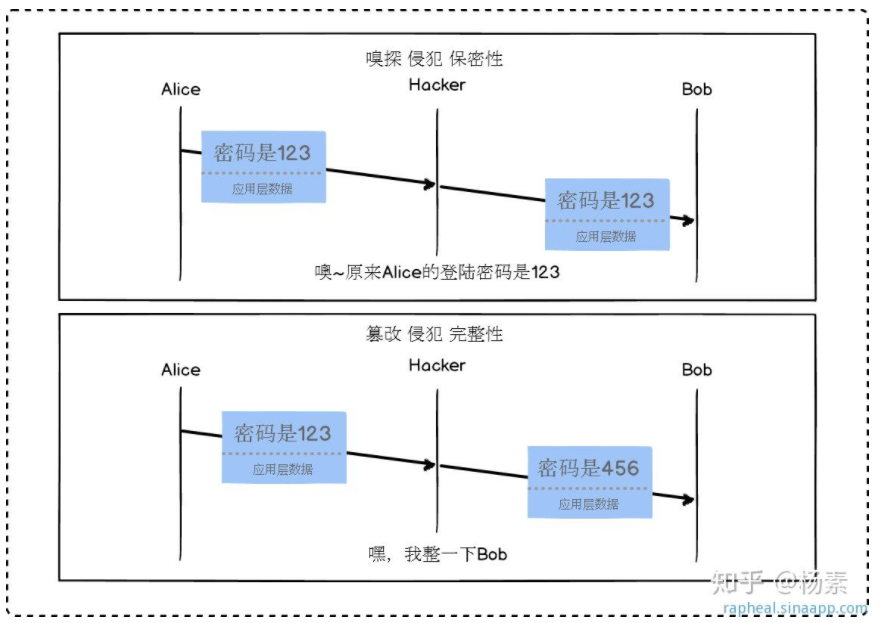 嗅探 侵犯 保密性
Alice
Hacker
Bob
密码是123
应用层数据
密码是123
应用层数据
噢~原来Alice的登陆密码是123
篡改 侵犯 完整性
Alice
Hacker
Bob
密码是123
应用层数据
密码是456
应用层数据
嘿，我整一下Bob
知乎 @杨素
rapheal.sinaapp.com